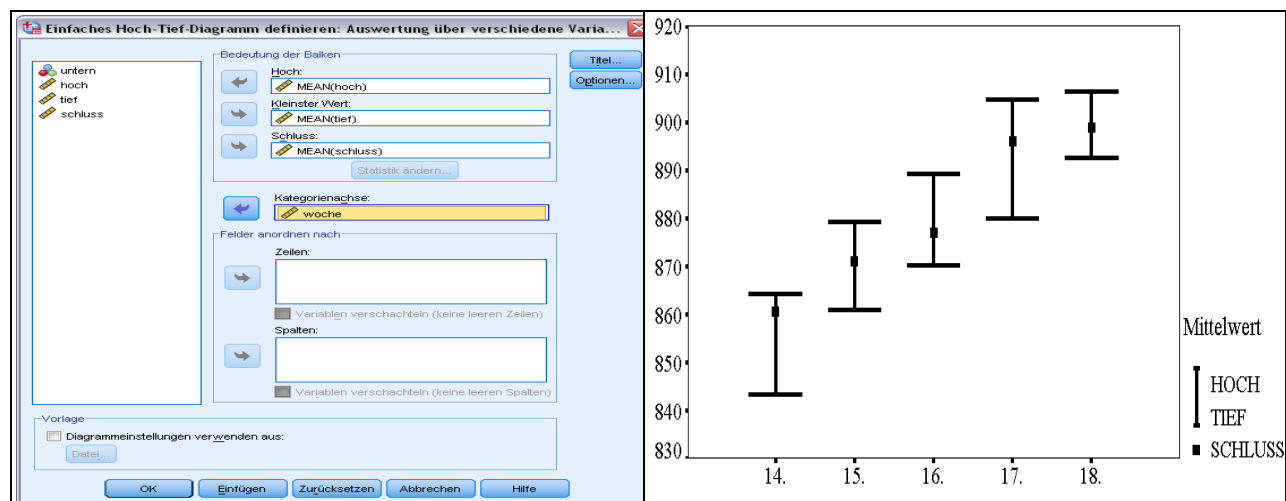 Einfaches Hoch-Tief-Diagramm definieren: Auswertung über verschiedene Varia...
untern
hoch
tief
schluss
Bedeutung der Balken
Hoch:
MEAN(hoch)
Kleinster Wert:
MEAN(tief)
Schluss:
MEAN(schluss)
Statistik ändern...
Kategorienachse:
woche
Felder anordnen nach
Zeilen:
Variablen verschachteln (keine leeren Zeilen)
Spalten:
Variablen verschachteln (keine leeren Spalten)
Titel...
Optionen...
Vorlage
Diagrammeinstellungen verwenden aus:
Datei...
OK
Einfügen
Zurücksetzen
Abbrechen
Hilfe
920
910
900
890
880
870
860
850
840
830
14.
15.
16.
17.
18.
Mittelwert
HOCH
TIEF
SCHLUSS